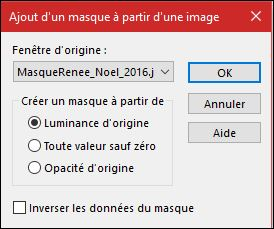 Ajout d'un masque à partir d'une image
Fenêtre d'origine :
MasqueRenee_Noel_2016.j
OK
Annuler
Aide
Créer un masque à partir de
Luminance d'origine
Toute valeur sauf zéro
Opacité d'origine
Inverser les données du masque